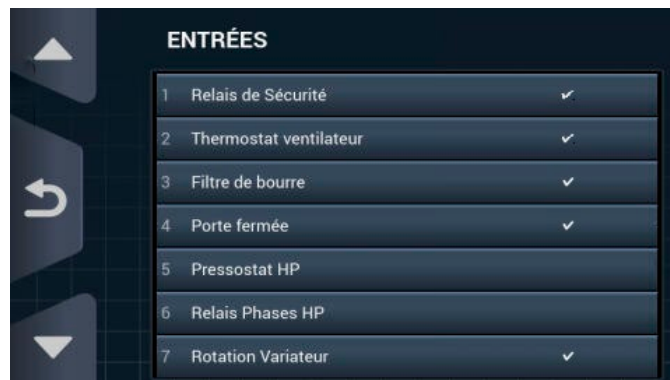 ENTRÉES
1 Relais de Sécurité ✓
2 Thermostat ventilateur ✓
3 Filtre de bourre ✓
4 Porte fermée ✓
5 Pressostat HP
6 Relais Phases HP
7 Rotation Variateur ✓